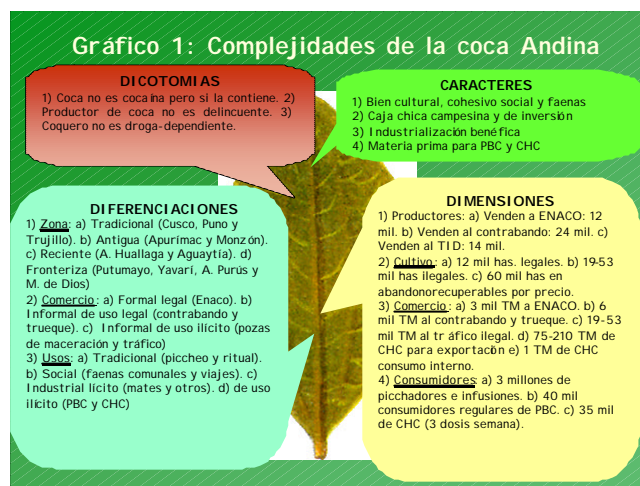 Gráfico 1: Complejidades de la coca Andina
DICOTOMIAS
1) Coca no es cocaína pero si la contiene. 2)
Productor de coca no es delincuente. 3)
Coquero no es droga-dependiente.
CARACTERES
1) Bien cultural, cohesivo social y faenas
2) Caja chica campesina y de inversión
3) Industrialización benéfica
4) Materia prima para PBC y CHC
DIFERENCIACIONES
1) Zona: a) Tradicional (Cusco, Puno y
Trujillo). b) Antigua (Apurímac y Monzón).
c) Reciente (A. Huallaga y Aguaytía). d)
Fronteriza (Putumayo, Yavarí, A. Purús y
M. de Dios)
2) Comercio: a) Formal legal (Enaco). b)
Informal de uso legal (contrabando y
trueque). c) Informal de uso ilícito (pozas
de maceración y tráfico)
3) Usos: a) Tradicional (piccheo y ritual).
b) Social (faenas comunales y viajes). c)
Industrial lícito (mates y otros). d) de uso
ilícito (PBC y CHC)
DIMENSIONES
1) Productores: a) Venden a ENACO: 12
mil. b) Venden al contrabando: 24 mil. c)
Venden al TID: 14 mil.
2) Cultivo: a) 12 mil has. legales. b) 19-53
mil has ilegales. c) 60 mil has en
abandonorecuperables por precio.
3) Comercio: a) 3 mil TM a ENACO. b) 6
mil TM al contrabando y trueque. c) 19-53
mil TM al tráfico ilegal. d) 75-210 TM de
CHC para exportación e) 1 TM de CHC
consumo interno.
4) Consumidores: a) 3 millones de
picchadores e infusiones. b) 40 mil
consumidores regulares de PBC. c) 35 mil
de CHC (3 dosis semana).